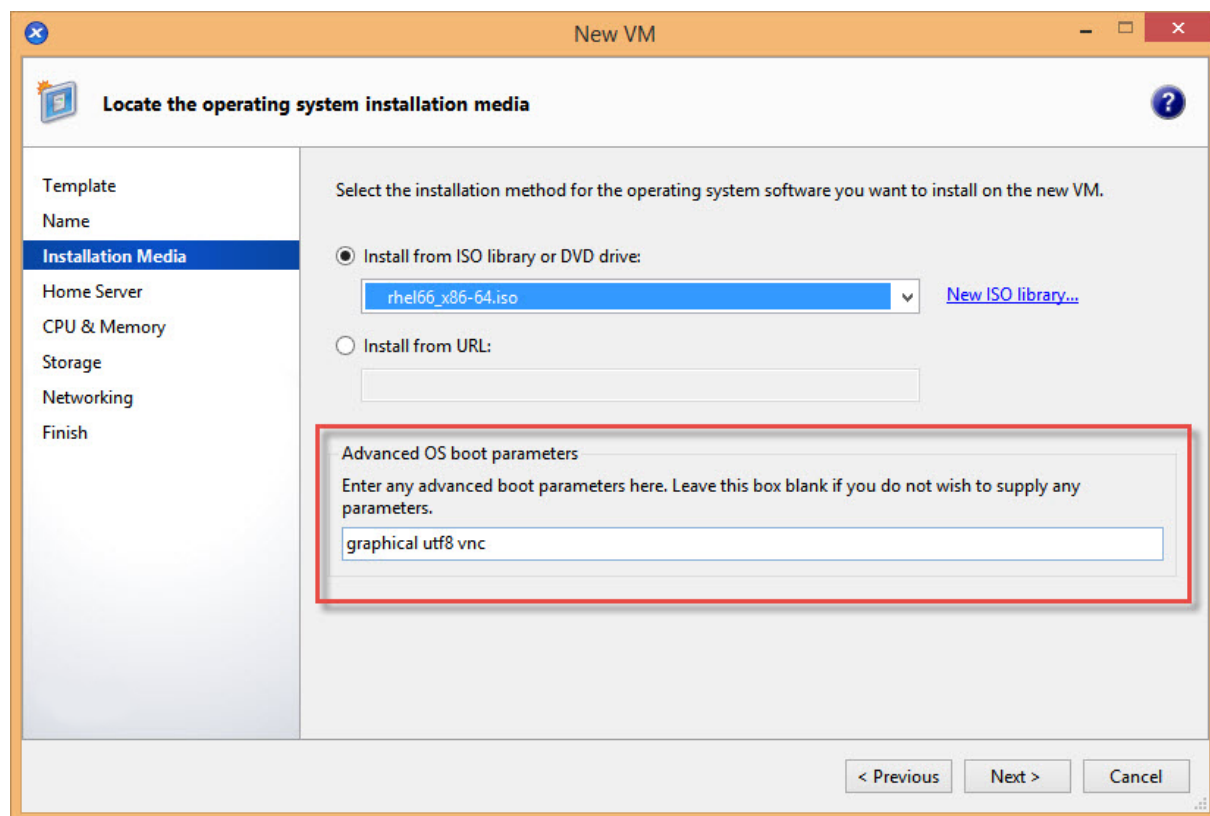 New VM
Locate the operating system installation media
?
Template
Name
Installation Media
Home Server
CPU & Memory
Storage
Networking
Finish
Select the installation method for the operating system software you want to install on the new VM.
Install from ISO library or DVD drive:
rhel66_x86-64.iso
New ISO library...
Install from URL:
Advanced OS boot parameters
Enter any advanced boot parameters here. Leave this box blank if you do not wish to supply any
parameters.
graphical utf8 vnc
< Previous
Next >
Cancel